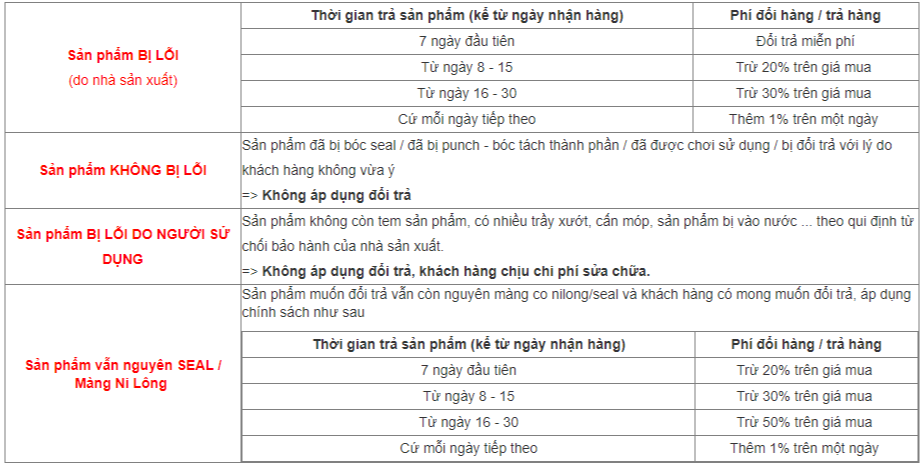 Sản phẩm BỊ LỖI
(do nhà sản xuất)
Thời gian trả sản phẩm (kể từ ngày nhận hàng)
Phí đổi hàng / trả hàng
7 ngày đầu tiên
Đổi trả miễn phí
Từ ngày 8 - 15
Trừ 20% trên giá mua
Từ ngày 16 - 30
Trừ 30% trên giá mua
Cứ mỗi ngày tiếp theo
Thêm 1% trên một ngày
Sản phẩm KHÔNG BỊ LỖI
Sản phẩm đã bị bóc seal / đã bị punch - bóc tách thành phần / đã được chơi sử dụng / bị đổi trả với lý do
khách hàng không vừa ý
=> Không áp dụng đổi trả
Sản phẩm BỊ LỖI DO NGƯỜI SỬ
DỤNG
Sản phẩm không còn tem sản phẩm, có nhiều trầy xướt, cấn móp, sản phẩm bị vào nước ... theo qui định từ
chối bảo hành của nhà sản xuất.
=> Không áp dụng đổi trả, khách hàng chịu chi phí sửa chữa.
Sản phẩm vẫn nguyên SEAL /
Màng Ni Lông
Sản phẩm muốn đổi trả vẫn còn nguyên màng co nilong/seal và khách hàng có mong muốn đổi trả, áp dụng
chính sách như sau
Thời gian trả sản phẩm (kể từ ngày nhận hàng)
Phí đổi hàng / trả hàng
7 ngày đầu tiên
Trừ 20% trên giá mua
Từ ngày 8 - 15
Trừ 30% trên giá mua
Từ ngày 16 - 30
Trừ 50% trên giá mua
Cứ mỗi ngày tiếp theo
Thêm 1% trên một ngày